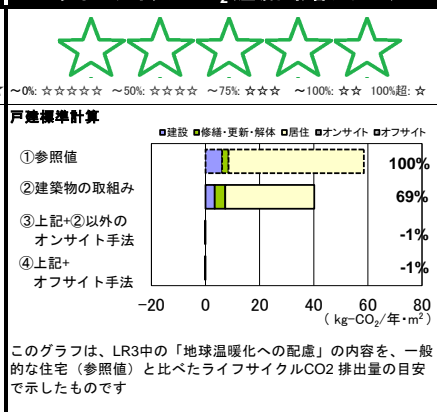 ～0%: ☆☆☆☆☆ ～50%: ☆☆☆☆ ～75%: ☆☆☆ ～100%: ☆☆ 100%超: ☆
戸建標準計算
■建設 ■修繕・更新・解体 □居住 ■オンサイト ■オフサイト
①参照値 100%
②建築物の取組み 69%
③上記+②以外の
オンサイト手法 -1%
④上記+
オフサイト手法 -1%
-20 0 20 40 60 80
( kg-CO₂/年・m² )
このグラフは、LR3中の「地球温暖化への配慮」の内容を、一般
的な住宅（参照値）と比べたライフサイクルCO2 排出量の目安
で示したものです